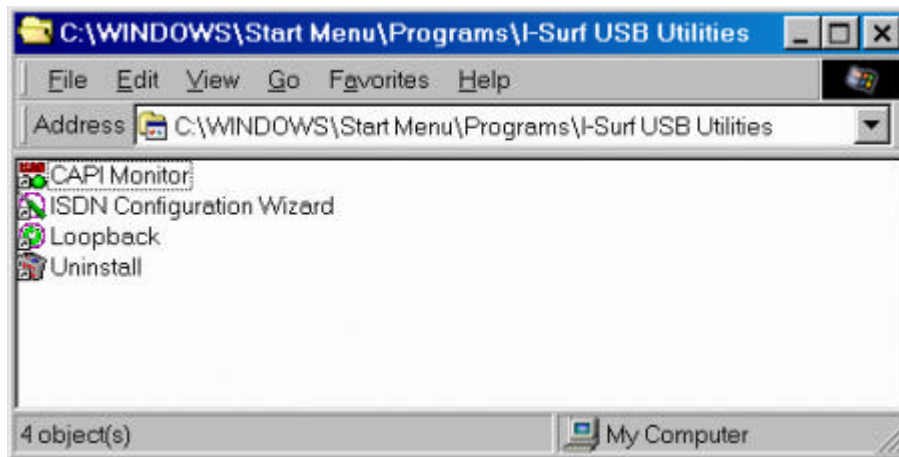 C:\WINDOWS\Start Menu\Programs\I-Surf USB Utilities
File Edit View Go Favorites Help
Address C:\WINDOWS\Start Menu\Programs\I-Surf USB Utilities
CAPI Monitor
ISDN Configuration Wizard
Loopback
Uninstall
4 object(s) My Computer